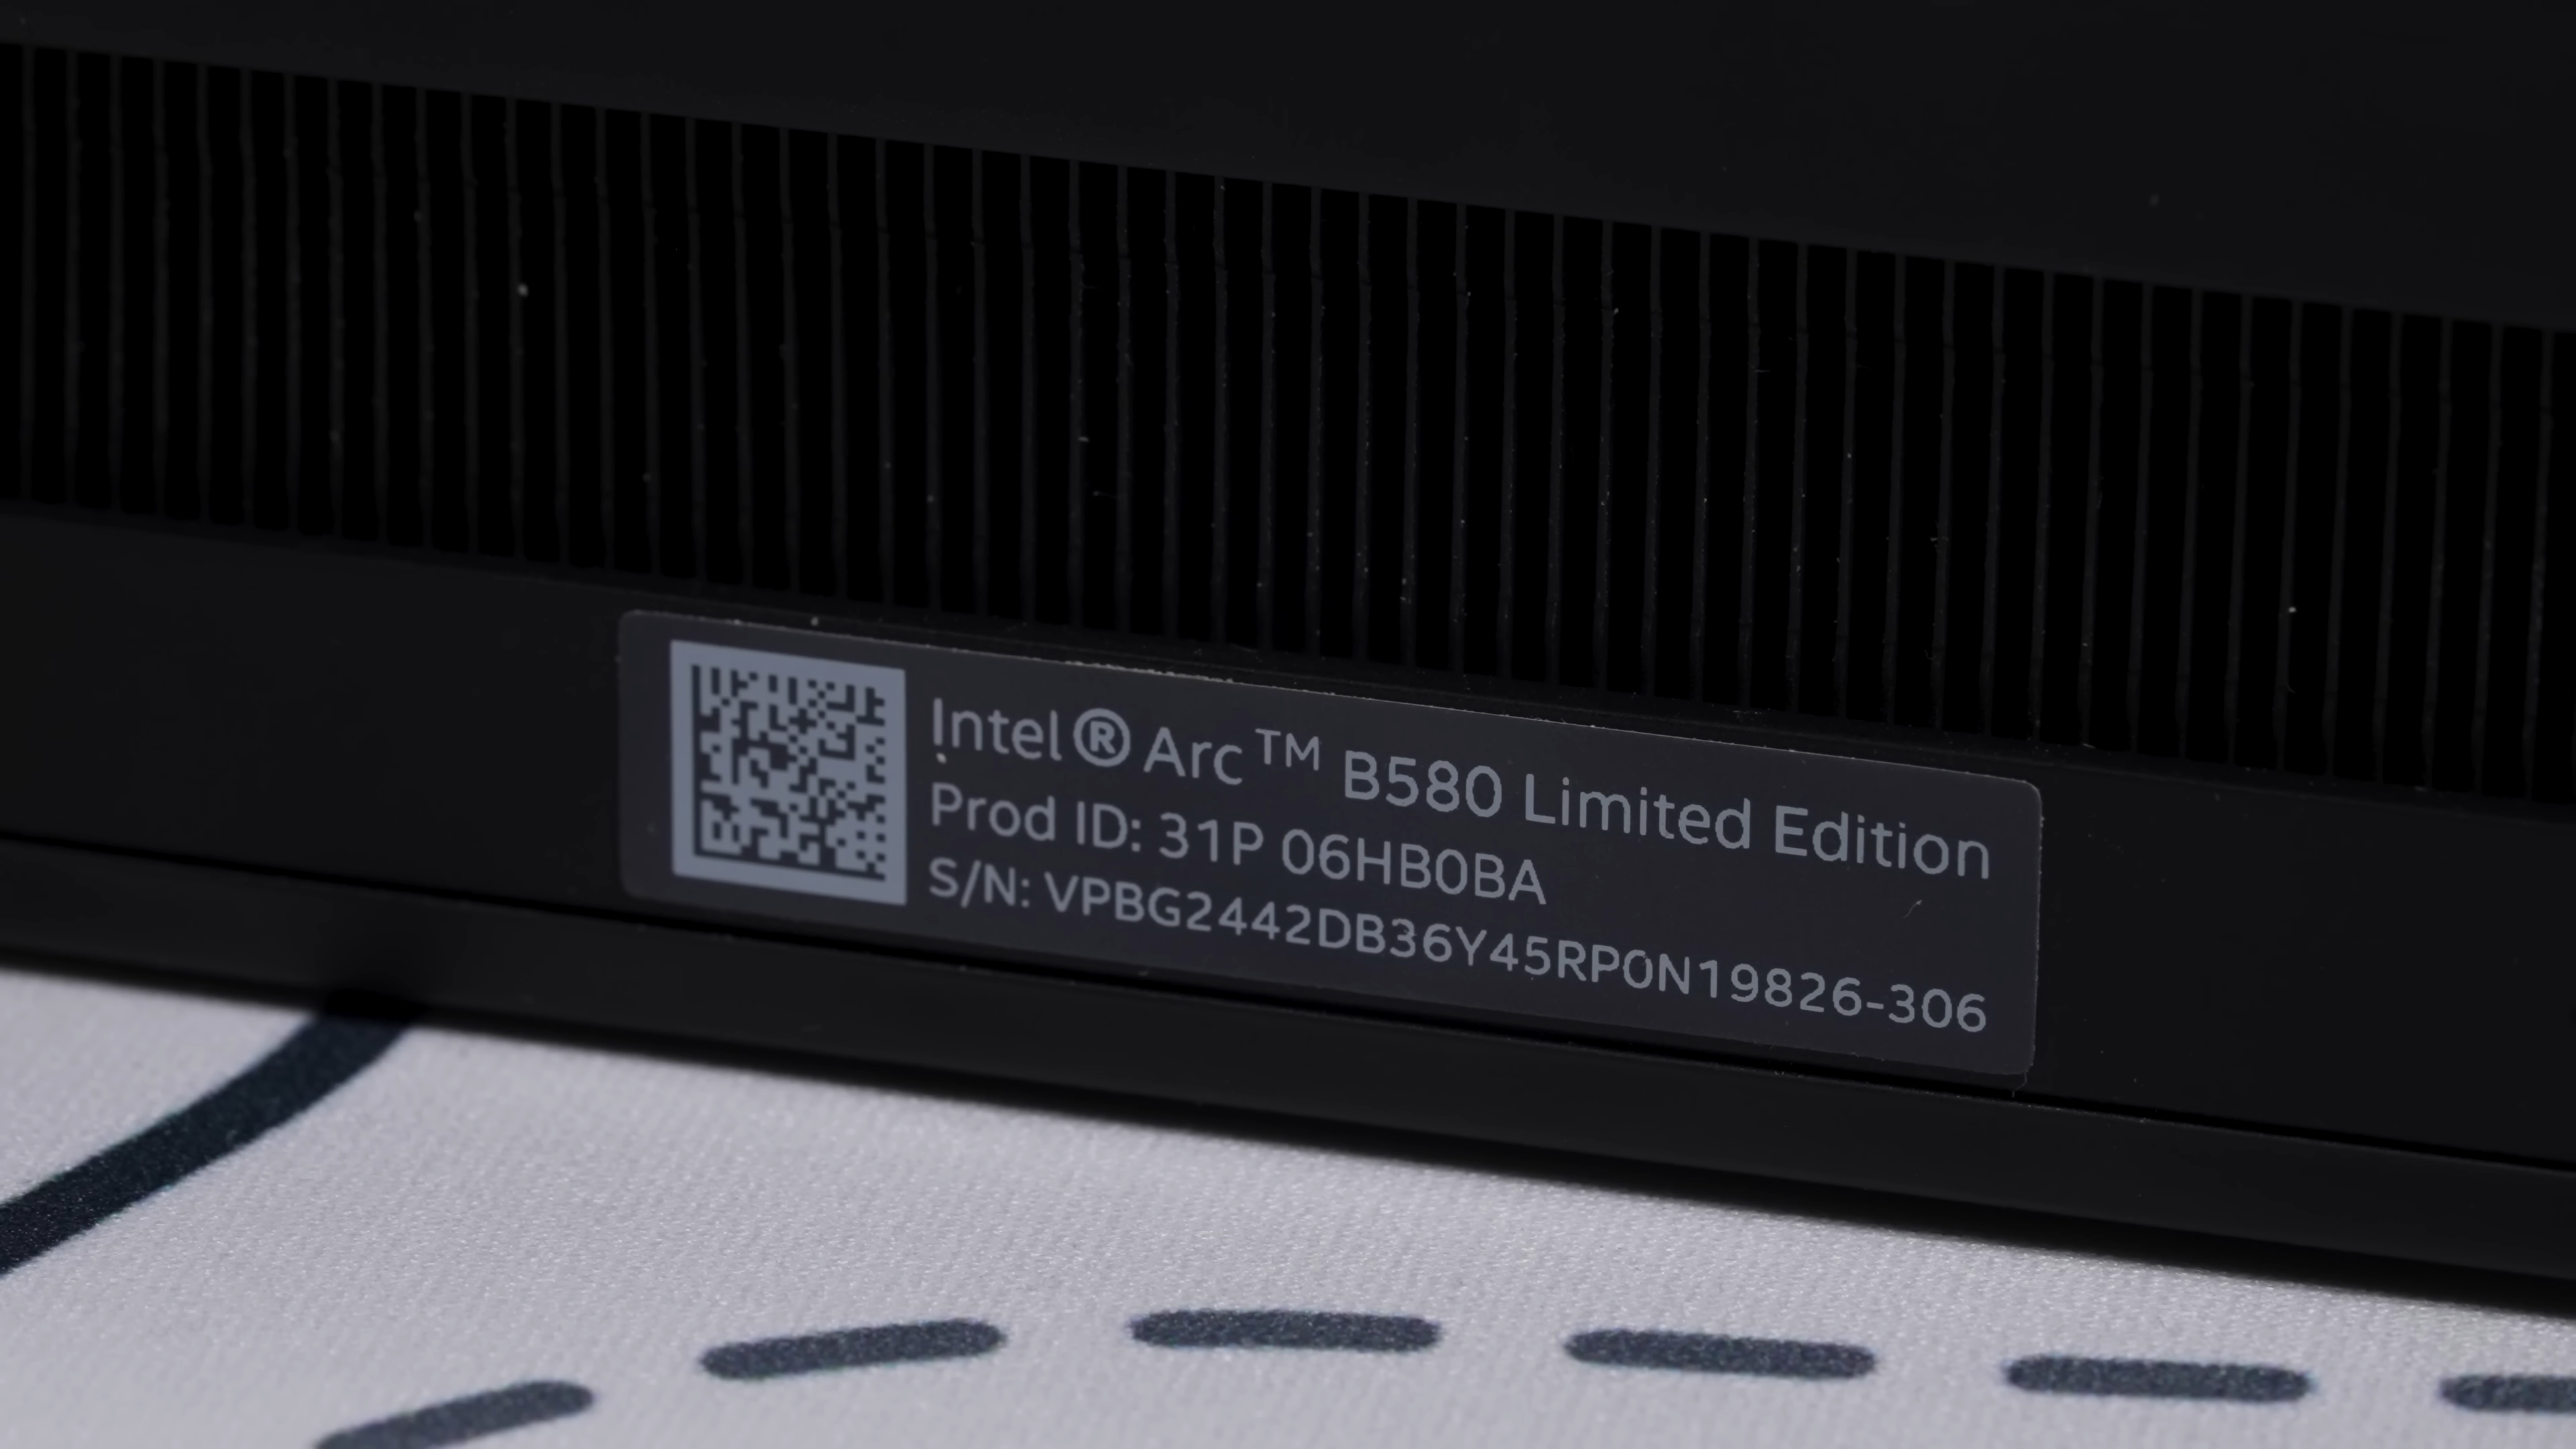 Intel® Arc™ B580 Limited Edition
Prod ID: 31P 06HB0BA
S/N: VPBG2442DB36Y45RP0N19826-306